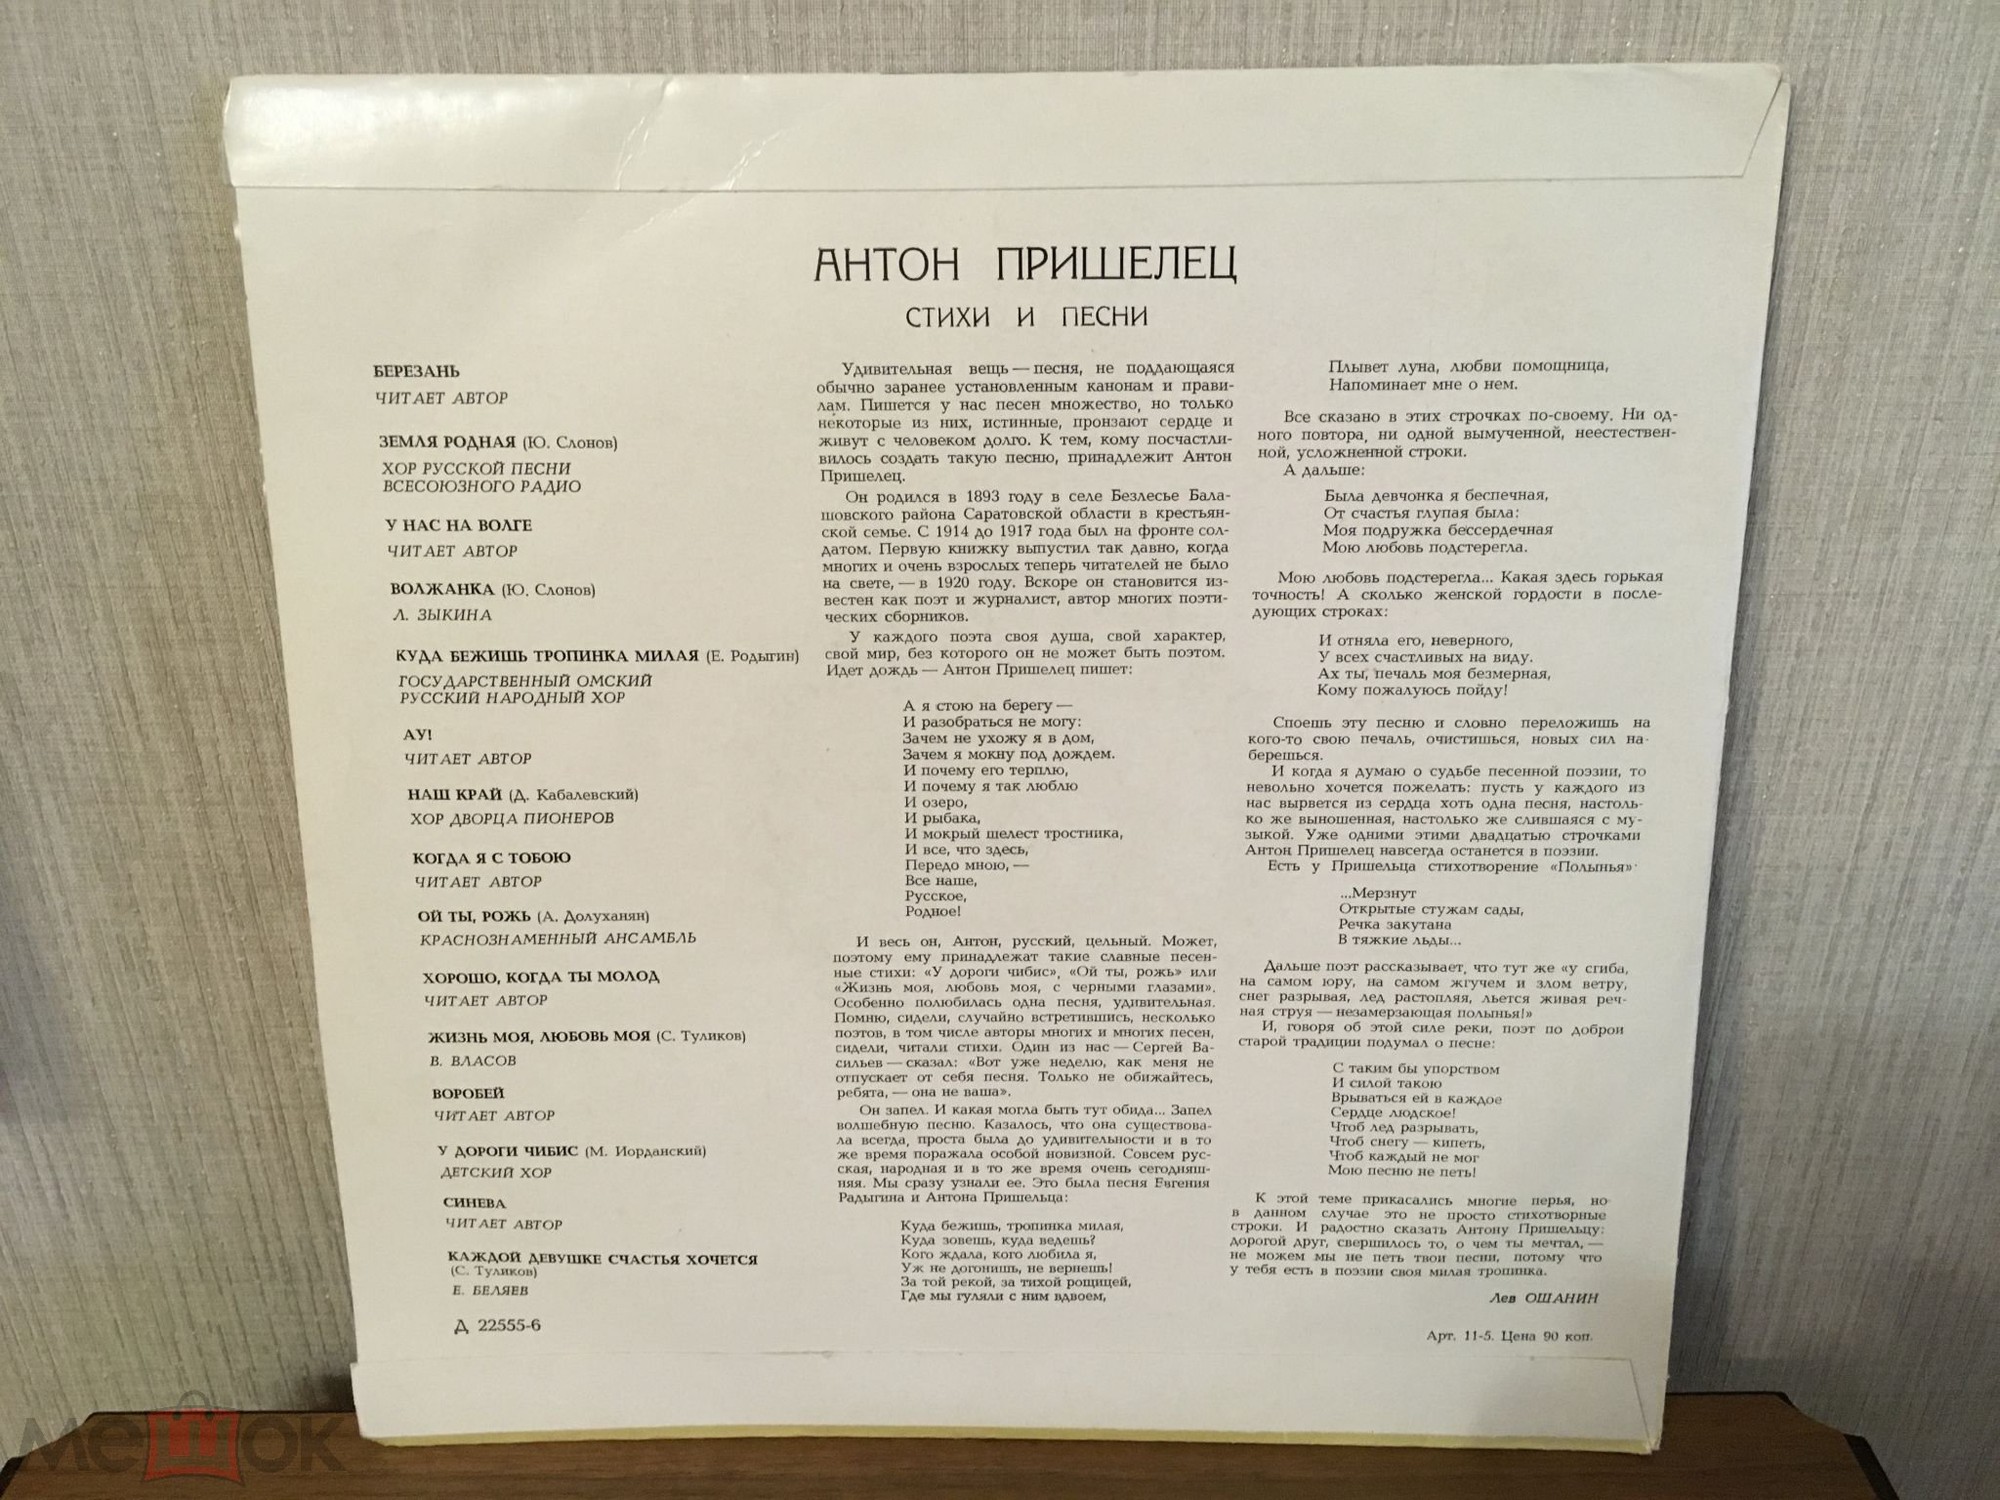 АНТОН ПРИШЕЛЕЦ
СТИХИ И ПЕСНИ
БЕРЕЗАНЬ
ЧИТАЕТ АВТОР
ЗЕМЛЯ РОДНАЯ (Ю. Слонов)
ХОР РУССКОЙ ПЕСНИ
ВСЕСОЮЗНОГО РАДИО
У НАС НА ВОЛГЕ
ЧИТАЕТ АВТОР
ВОЛЖАНКА (Ю. Слонов)
Л. ЗЫКИНА
КУДА БЕЖИШЬ ТРОПИНКА МИЛАЯ (Е. Родыгин)
ГОСУДАРСТВЕННЫЙ ОМСКИЙ
РУССКИЙ НАРОДНЫЙ ХОР
АУ!
ЧИТАЕТ АВТОР
НАШ КРАЙ (Д. Кабалевский)
ХОР ДВОРЦА ПИОНЕРОВ
КОГДА Я С ТОБОЮ
ЧИТАЕТ АВТОР
ОЙ ТЫ, РОЖЬ (А. Долуханян)
КРАСНОЗНАМЕННЫЙ АНСАМБЛЬ
ХОРОШО, КОГДА ТЫ МОЛОД
ЧИТАЕТ АВТОР
ЖИЗНЬ МОЯ, ЛЮБОВЬ МОЯ (С. Туликов)
В. ВЛАСОВ
ВОРОБЕЙ
ЧИТАЕТ АВТОР
У ДОРОГИ ЧИБИС (М. Иорданский)
ДЕТСКИЙ ХОР
СИНЕВА
ЧИТАЕТ АВТОР
КАЖДОЙ ДЕВУШКЕ СЧАСТЬЯ ХОЧЕТСЯ
(С. Туликов)
Е. БЕЛЯЕВ
Д 22555-6
Удивительная вещь — песня, не поддающаяся
обычно заранее установленным канонам и прави-
лам. Пишется у нас песен множество, но только
некоторые из них, истинные, пронзают сердце и
живут с человеком долго. К тем, кому посчастли-
вилось создать такую песню, принадлежит Антон
Пришелец.
Он родился в 1893 году в селе Безлесье Бала-
шовского района Саратовской области в крестьян-
ской семье. С 1914 до 1917 года был на фронте сол-
датом. Первую книжку выпустил так давно, когда
многих и очень взрослых теперь читателей не было
на свете, — в 1920 году. Вскоре он становится из-
вестен как поэт и журналист, автор многих поэти-
ческих сборников.
У каждого поэта своя душа, свой характер,
свой мир, без которого он не может быть поэтом.
Идет дождь — Антон Пришелец пишет:
А я стою на берегу —
И разобраться не могу:
Зачем не ухожу я в дом,
Зачем я мокну под дождем.
И почему его терплю,
И почему я так люблю
И озеро,
И рыбака,
И мокрый шелест тростника,
И все, что здесь,
Передо мною, —
Все наше,
Русское,
Родное!
И весь он, Антон, русский, цельный. Может,
поэтому ему принадлежат такие славные песен-
ные стихи: «У дороги чибис», «Ой ты, рожь» или
«Жизнь моя, любовь моя, с черными глазами».
Особенно полюбилась одна песня, удивительная.
Помню, сидели, случайно встретившись, несколько
поэтов, в том числе авторы многих и многих песен,
сидели, читали стихи. Один из нас — Сергей Ва-
сильев — сказал: «Вот уже неделю, как меня не
отпускает от себя песня. Только не обижайтесь,
ребята, — она не ваша».
Он запел. И какая могла быть тут обида... Запел
волшебную песню. Казалось, что она существова-
ла всегда, проста была до удивительности и в то
же время поражала особой новизной. Совсем рус-
ская, народная и в то же время очень сегодняш-
няя. Мы сразу узнали ее. Это была песня Евгения
Радыгина и Антона Пришельца:
Куда бежишь, тропинка милая,
Куда зовешь, куда ведешь?
Кого ждала, кого любила я,
Уж не догонишь, не вернешь!
За той рекой, за тихой рощицей,
Где мы гуляли с ним вдвоем,
Плывет луна, любви помощница,
Напоминает мне о нем.
Все сказано в этих строчках по-своему. Ни од-
ного повтора, ни одной вымученной, неестествен-
ной, усложненной строки.
А дальше:
Была девчонка я беспечная,
От счастья глупая была:
Моя подружка бессердечная
Мою любовь подстерегла.
Мою любовь подстерегла... Какая здесь горькая
точность! А сколько женской гордости в после-
дующих строках:
И отняла его, неверного,
У всех счастливых на виду.
Ах ты, печаль моя безмерная,
Кому пожалуюсь пойду!
Споешь эту песню и словно переложишь на
кого-то свою печаль, очистишься, новых сил на-
берешься.
И когда я думаю о судьбе песенной поэзии, то
невольно хочется пожелать: пусть у каждого из
нас вырвется из сердца хоть одна песня, настоль-
ко же выношенная, настолько же слившаяся с му-
зыкой. Уже одними этими двадцатью строчками
Антон Пришелец навсегда останется в поэзии.
Есть у Пришельца стихотворение «Полынья»
...Мерзнут
Открытые стужам сады,
Речка закутана
В тяжкие льды...
Дальше поэт рассказывает, что тут же «у сгиба,
на самом юру, на самом жгучем и злом ветру,
снег разрывая, лед растопляя, льется живая реч-
ная струя — незамерзающая полынья!»
И, говоря об этой силе реки, поэт по доброй
старой традиции подумал о песне:
С таким бы упорством
И силой такою
Врываться ей в каждое
Сердце людское!
Чтоб лед разрывать,
Чтоб снегу — кипеть,
Чтоб каждый не мог
Мою песню не петь!
К этой теме прикасались многие перья, но
в данном случае это не просто стихотворные
строки. И радостно сказать Антону Пришельцу:
дорогой друг, свершилось то, о чем ты мечтал, —
не можем мы не петь твои песни, потому что
у тебя есть в поэзии своя милая тропинка.
Лев ОШАНИН
Арт. 11-5. Цена 90 коп.
мешок